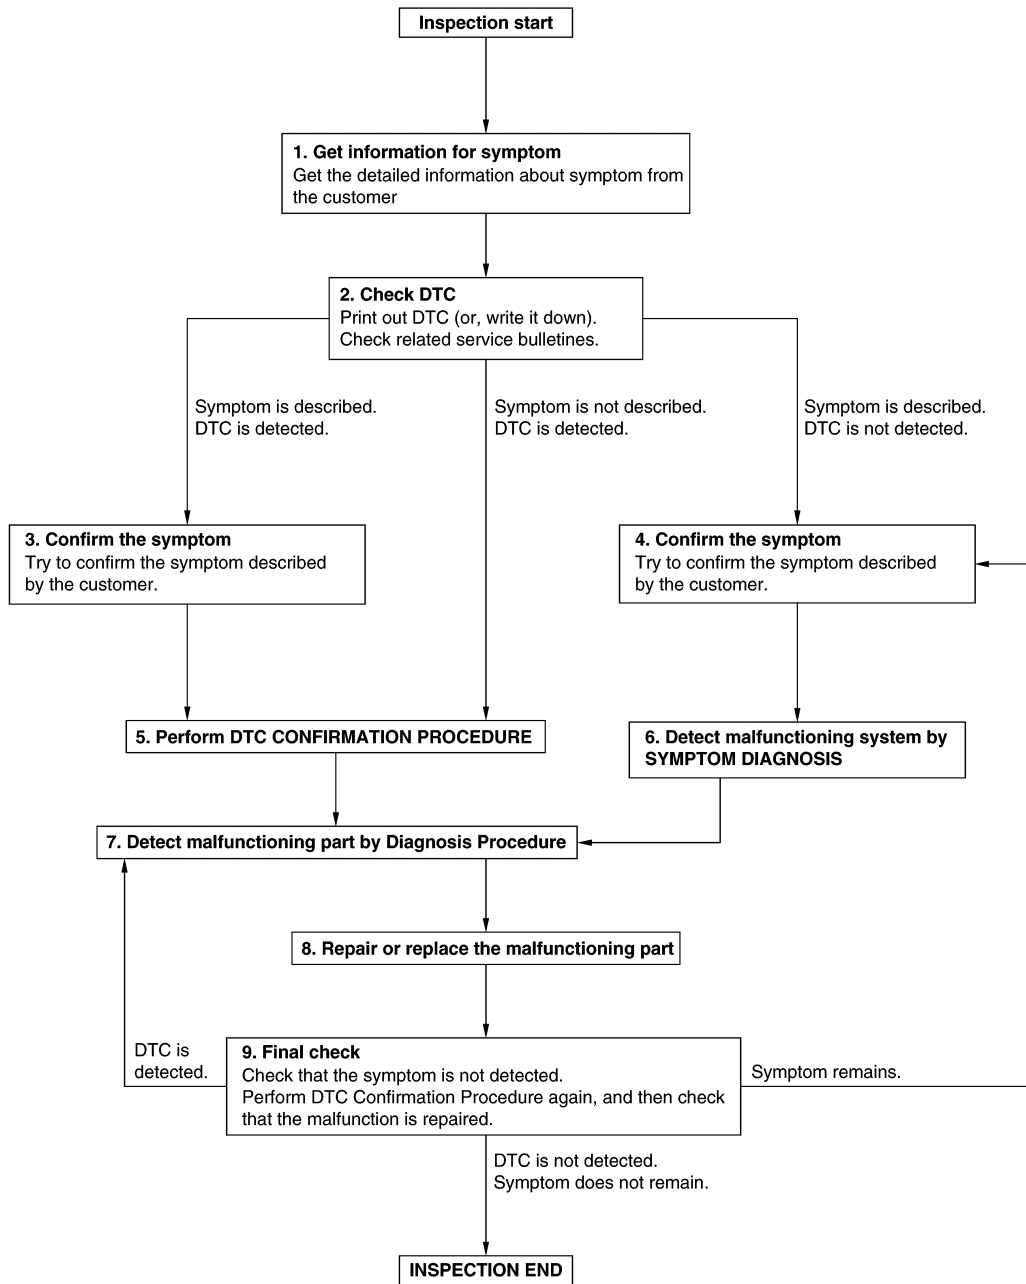 Inspection start
1. Get information for symptom
Get the detailed information about symptom from
the customer
2. Check DTC
Print out DTC (or, write it down).
Check related service bulletines.
Symptom is described.
DTC is detected.
Symptom is not described.
DTC is detected.
Symptom is described.
DTC is not detected.
3. Confirm the symptom
Try to confirm the symptom described
by the customer.
4. Confirm the symptom
Try to confirm the symptom described
by the customer.
5. Perform DTC CONFIRMATION PROCEDURE
6. Detect malfunctioning system by
SYMPTOM DIAGNOSIS
7. Detect malfunctioning part by Diagnosis Procedure
8. Repair or replace the malfunctioning part
DTC is
detected.
9. Final check
Check that the symptom is not detected.
Perform DTC Confirmation Procedure again, and then check
that the malfunction is repaired.
Symptom remains.
DTC is not detected.
Symptom does not remain.
INSPECTION END